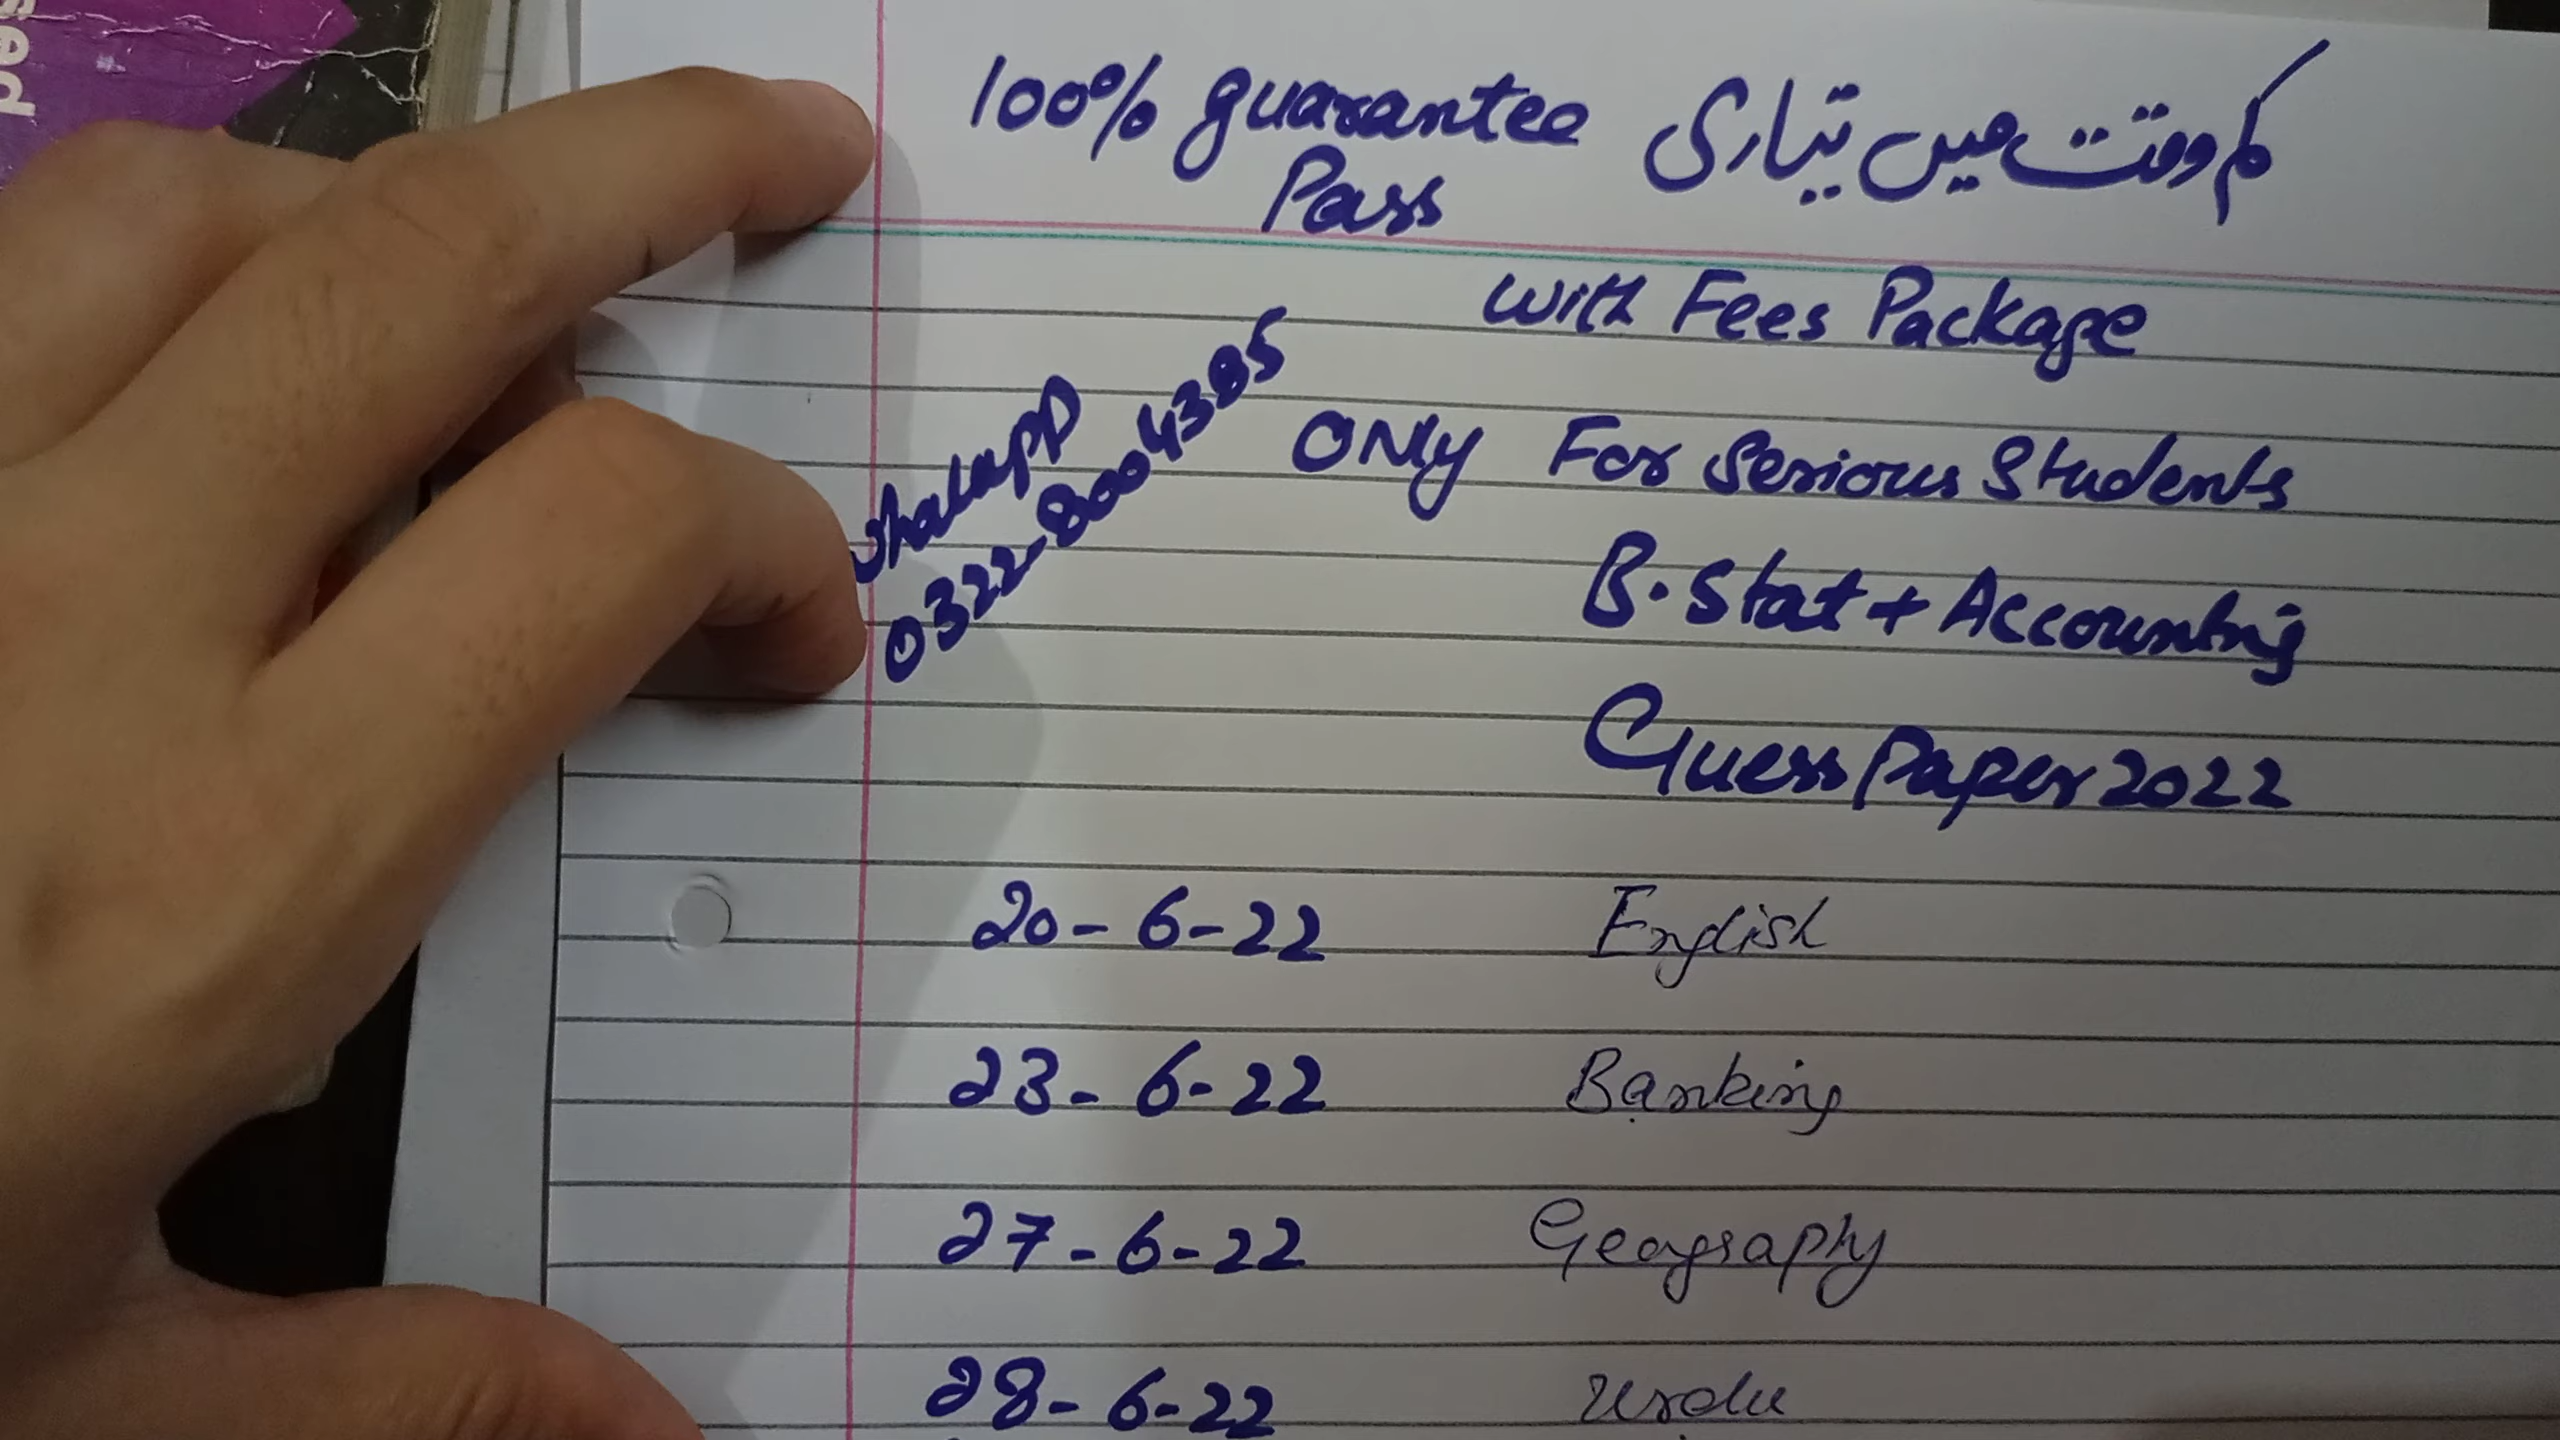 100% guarantee کم وقت میں تیاری
Pass
with Fees Package
whatsapp
0322-8004385
ONly For Serious Students
B.Stat + Accounting
Guess Paper 2022
20-6-22 English
23-6-22 Banking
27-6-22 Geography
28-6-22 Urdu